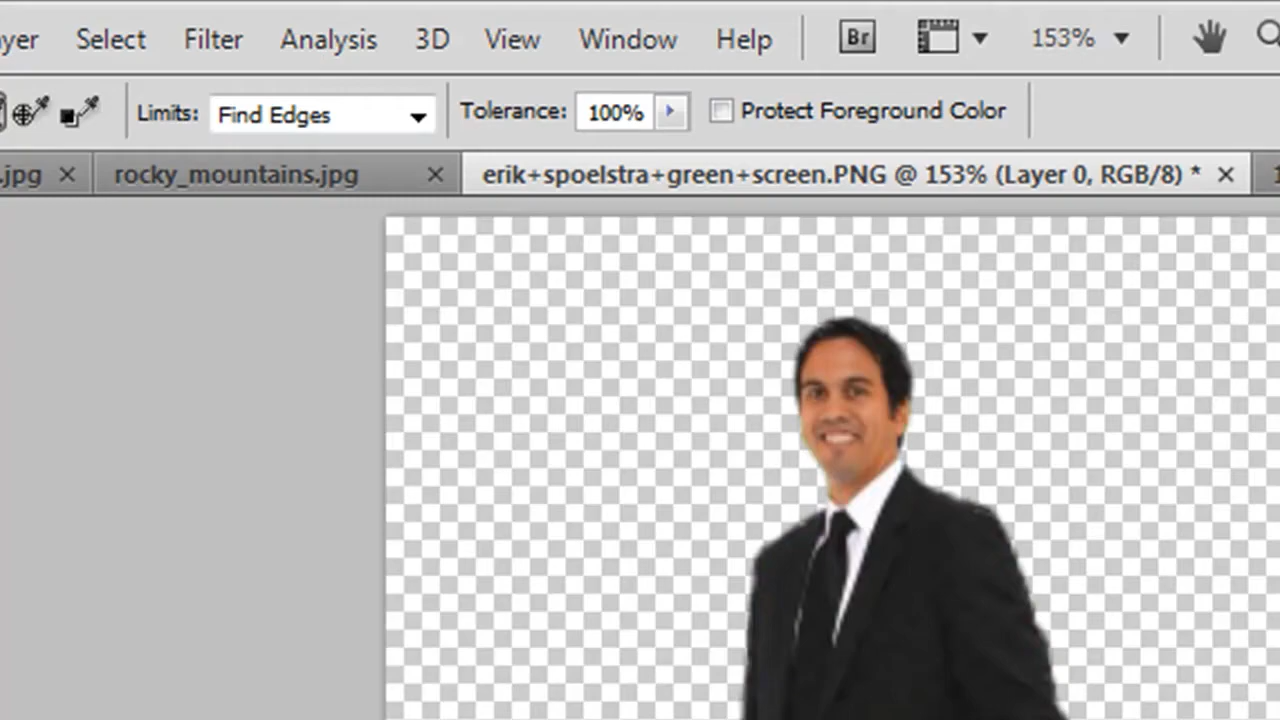 yer Select Filter Analysis 3D View Window Help Br 153%
Limits: Find Edges Tolerance: 100% Protect Foreground Color
.jpg × rocky_mountains.jpg × erik+spoelstra+green+screen.PNG @ 153% (Layer 0, RGB/8) * ×